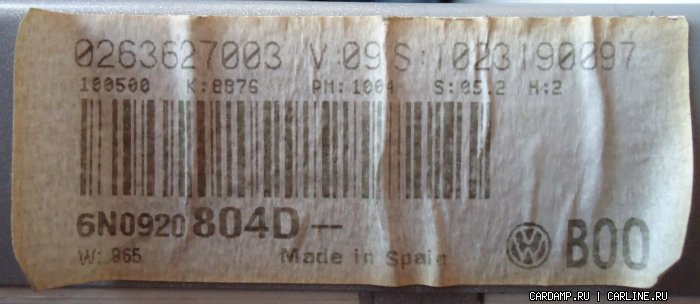 0263627003 V:09 S:1023190097
100500 K:8876 PM:1004 S:05.2 H:2
6N0920 804D -- B00
W: 965 Made in Spain
CARDAMP.RU | CARLINE.RU